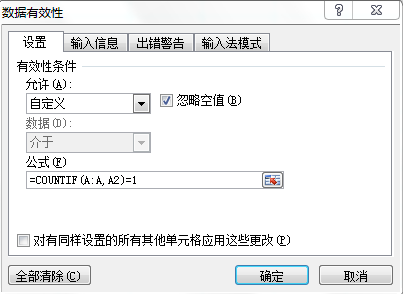 数据有效性
设置 输入信息 出错警告 输入法模式
有效性条件
允许(A):
自定义 忽略空值(B)
数据(D):
介于
公式(F)
=COUNTIF(A:A,A2)=1
对有同样设置的所有其他单元格应用这些更改(P)
全部清除(C) 确定 取消